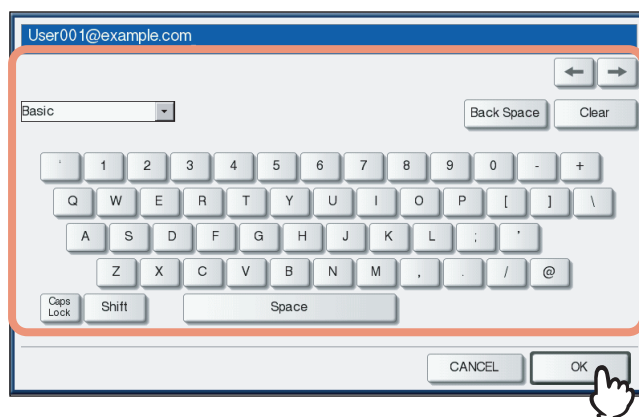 User001@example.com
← →
Basic Back Space Clear
` 1 2 3 4 5 6 7 8 9 0 - +
Q W E R T Y U I O P [ ] \
A S D F G H J K L ; '
Z X C V B N M , . / @
Caps Lock Shift Space
CANCEL OK